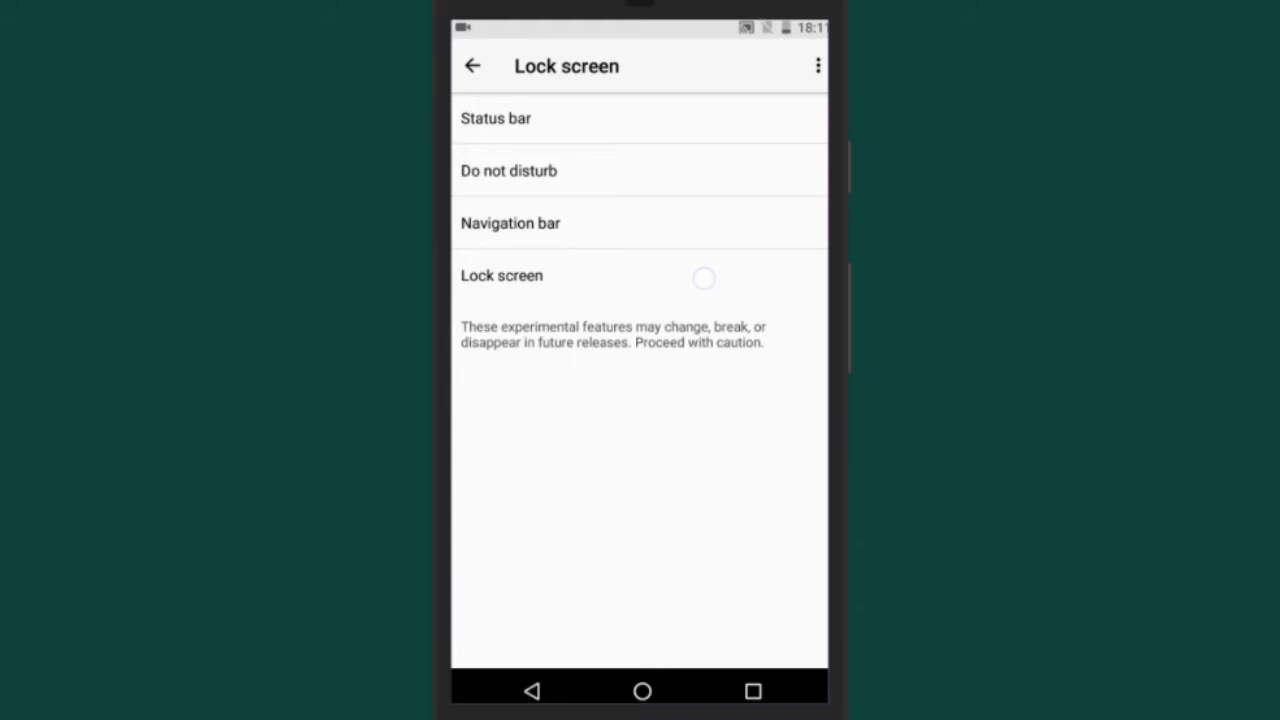 18:11
Lock screen
Status bar
Do not disturb
Navigation bar
Lock screen
These experimental features may change, break, or
disappear in future releases. Proceed with caution.